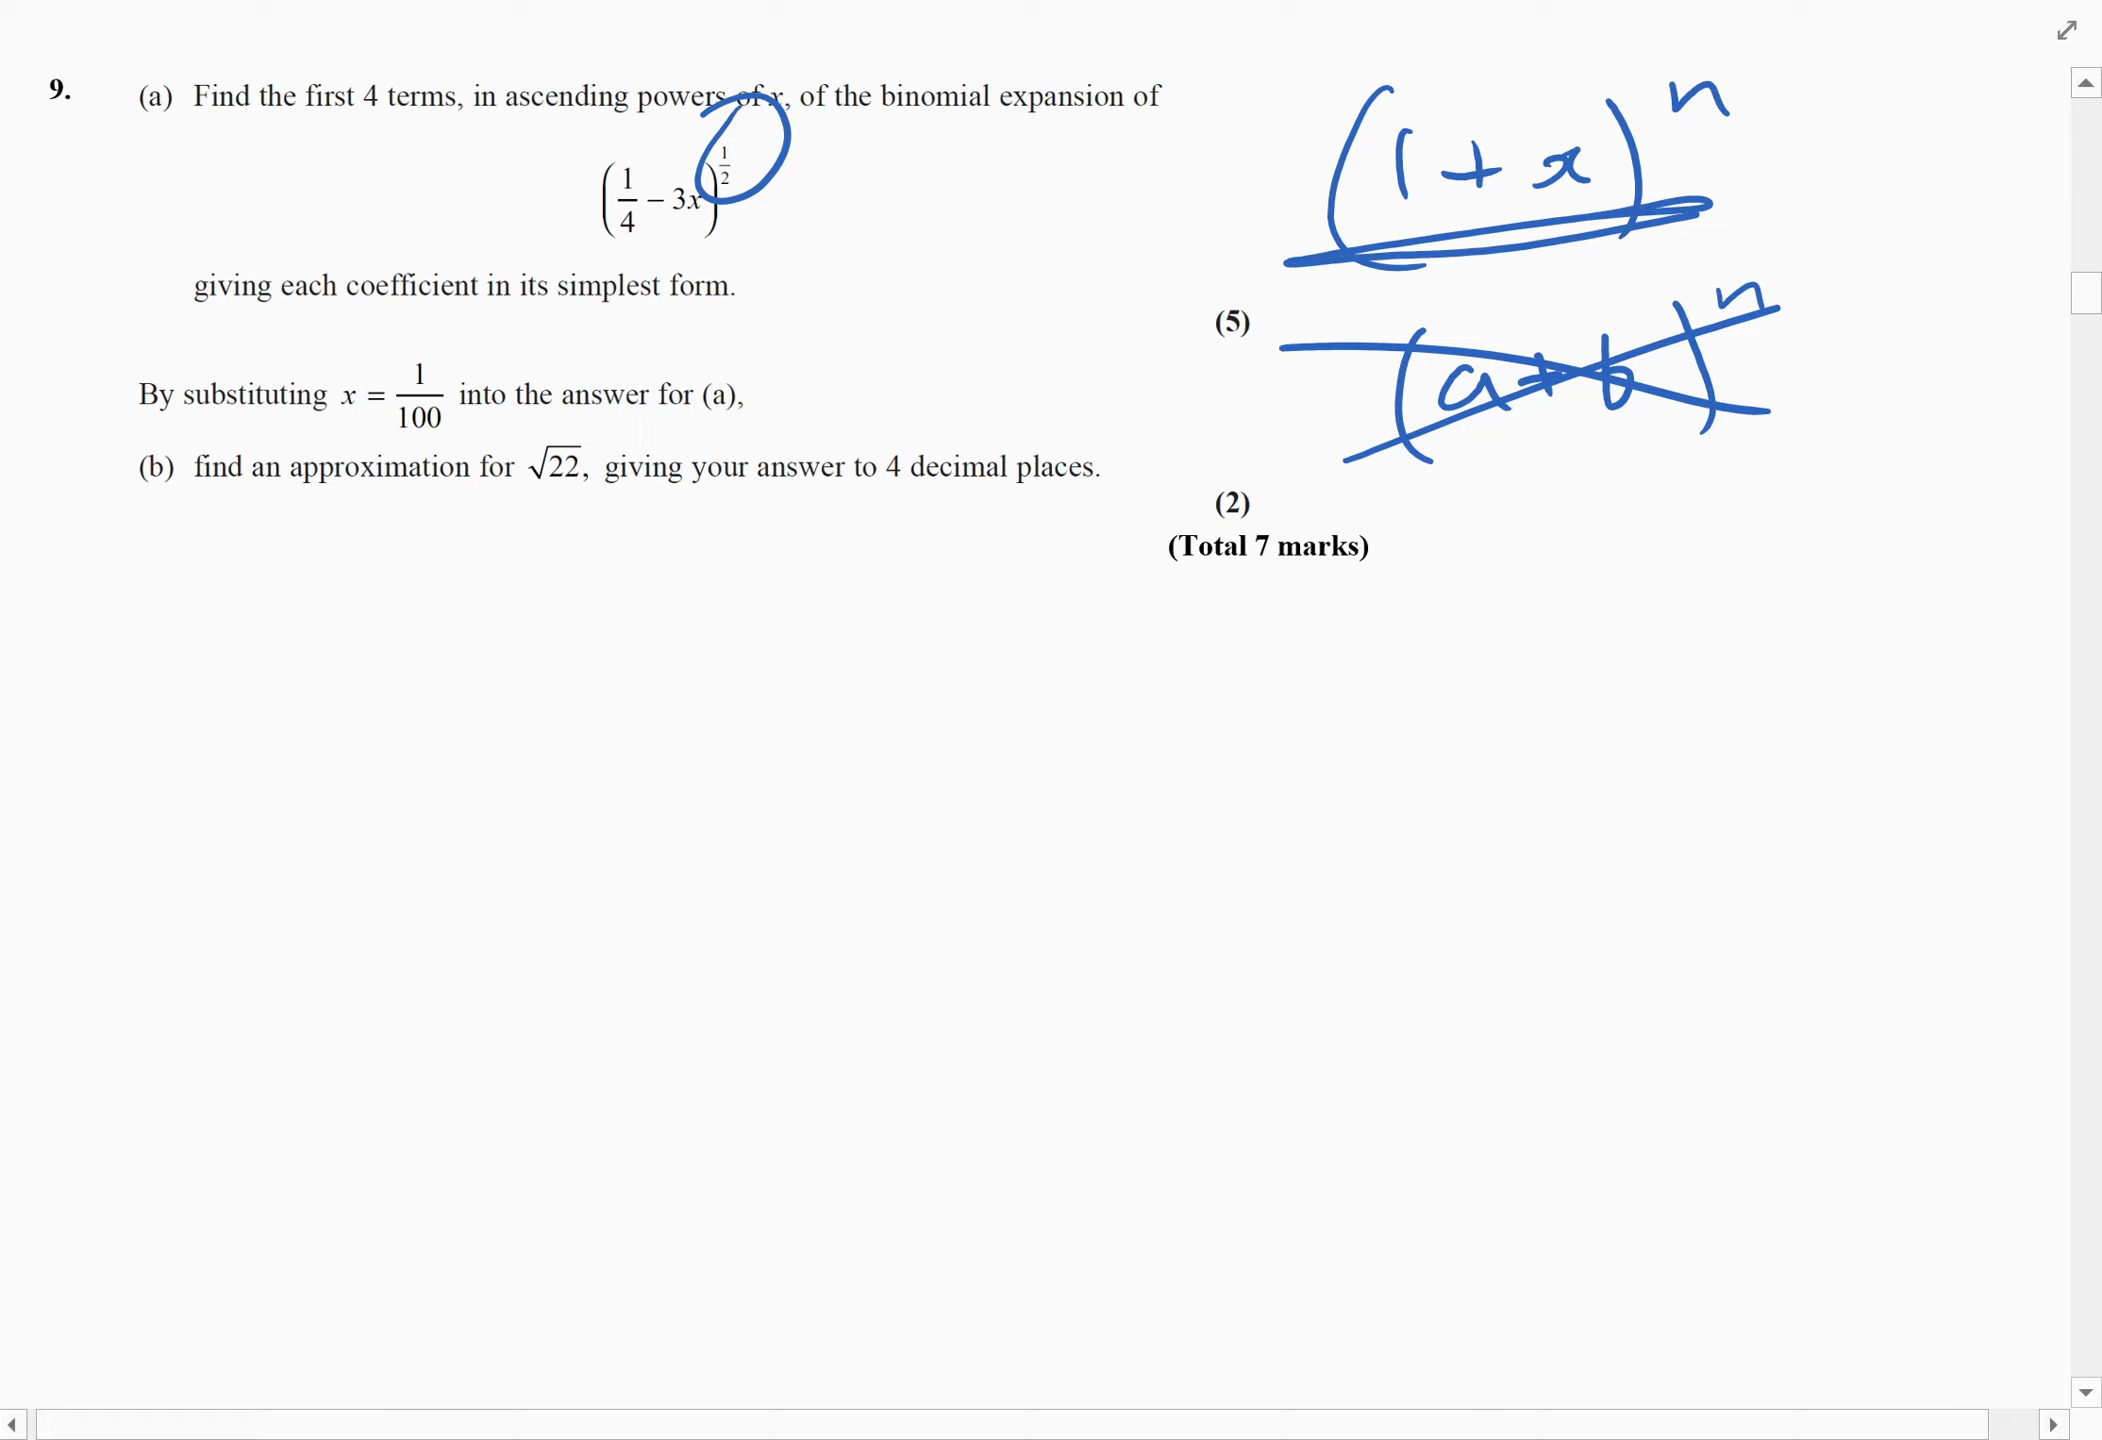 9. (a) Find the first 4 terms, in ascending powers of x, of the binomial expansion of
(1/4 − 3x)^(1/2)
giving each coefficient in its simplest form.
(5)
By substituting x = 1/100 into the answer for (a),
(b) find an approximation for √22, giving your answer to 4 decimal places.
(2)
(Total 7 marks)
(1 + x)^n
(a + b)^n